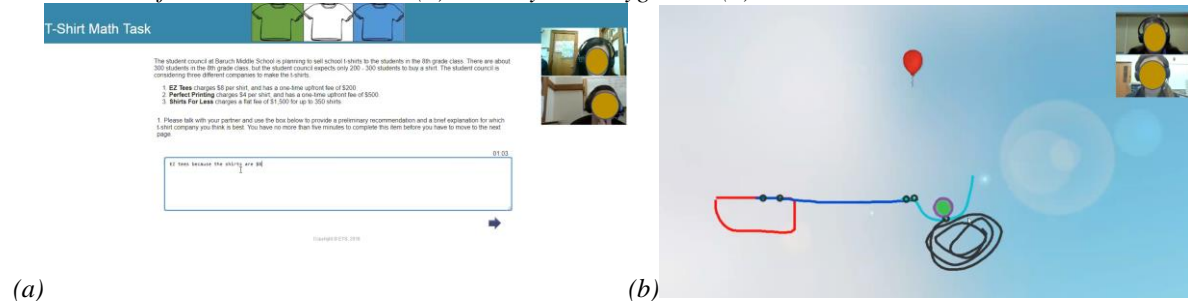 T-Shirt Math Task
The student council at Baruch Middle School is planning to sell school t-shirts to the students in the 8th grade class. There are about
300 students in the 8th grade class, but the student council expects only 200 - 300 students to buy a shirt. The student council is
considering three different companies to make the t-shirts.
1. EZ Tees charges $8 per shirt, and has a one-time upfront fee of $200
2. Perfect Printing charges $4 per shirt, and has a one-time upfront fee of $500
3. Shirts For Less charges a flat fee of $1,500 for up to 350 shirts
1. Please talk with your partner and use the box below to provide a preliminary recommendation and a brief explanation for which
t-shirt company you think is best. You have no more than five minutes to complete this item before you have to move to the next
page.
01:03
EZ tees because the shirts are
(a)
(b)